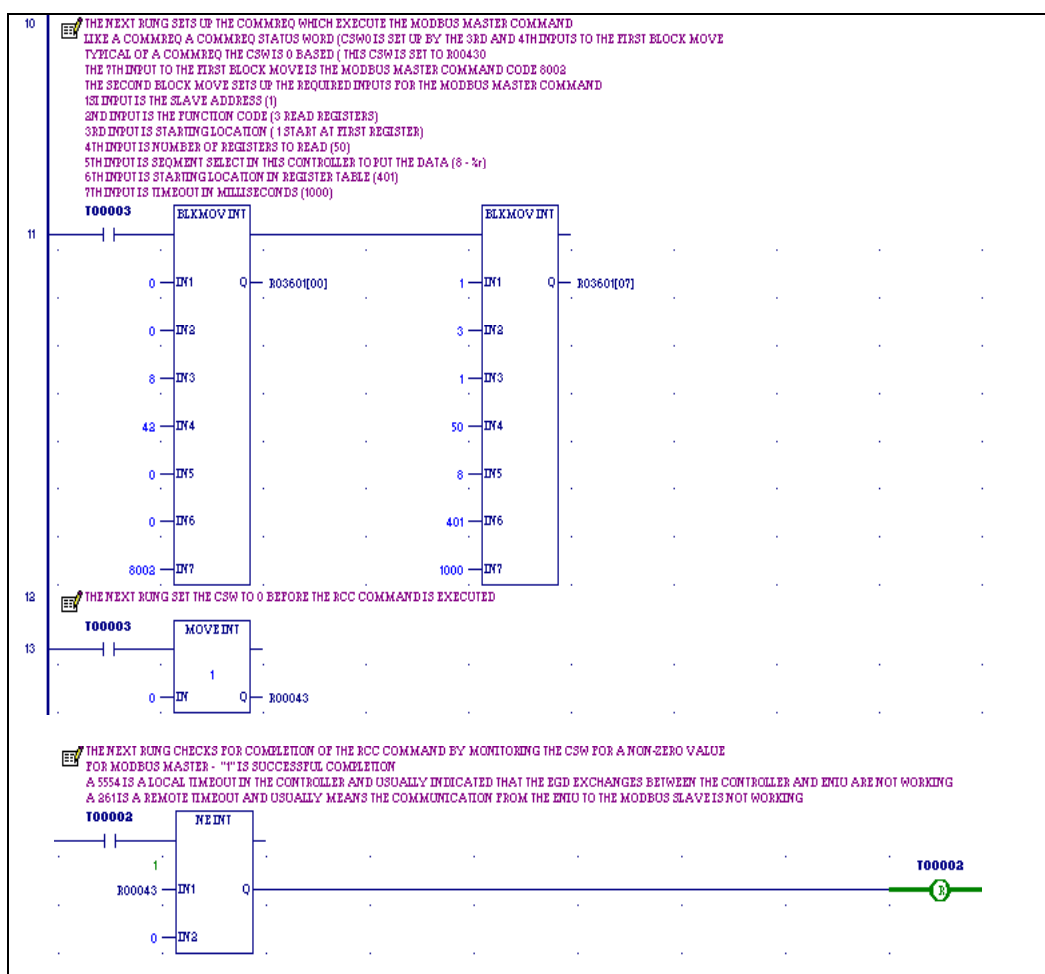 10 THE NEXT RUNG SETS UP THE COMMREQ WHICH EXECUTE THE MODBUS MASTER COMMAND
LIKE A COMMREQ A COMMREQ STATUS WORD (CSW0 IS SET UP BY THE 3RD AND 4TH INPUTS TO THE FIRST BLOCK MOVE
TYPICAL OF A COMMREQ THE CSW IS 0 BASED ( THIS CSW IS SET TO R00430
THE 7TH INPUT TO THE FIRST BLOCK MOVE IS THE MODBUS MASTER COMMAND CODE 8002
THE SECOND BLOCK MOVE SETS UP THE REQUIRED INPUTS FOR THE MODBUS MASTER COMMAND
1SI INPUT IS THE SLAVE ADDRESS (1)
2ND INPUT IS THE FUNCTION CODE (3 READ REGISTERS)
3RD INPUT IS STARTING LOCATION ( 1 START AT FIRST REGISTER)
4TH INPUT IS NUMBER OF REGISTERS TO READ (50)
5TH INPUT IS SEQMENT SELECT IN THIS CONTROLLER TO PUT THE DATA (8 - %r)
6TH INPUT IS STARTING LOCATION IN REGISTER TABLE (401)
7TH INPUT IS TIMEOUT IN MILLISECONDS (1000)
T00003 BLKMOV INT BLKMOV INT
11
0 IN1 Q R03601[00] 1 IN1 Q R03601[07]
0 IN2 3 IN2
8 IN3 1 IN3
42 IN4 50 IN4
0 IN5 8 IN5
0 IN6 401 IN6
8002 IN7 1000 IN7
12 THE NEXT RUNG SET THE CSW TO 0 BEFORE THE RCC COMMAND IS EXECUTED
T00003 MOVE INT
13
1
0 IN Q R00043
THE NEXT RUNG CHECKS FOR COMPLETION OF THE RCC COMMAND BY MONITORING THE CSW FOR A NON-ZERO VALUE
FOR MODBUS MASTER - "1" IS SUCCESSFUL COMPLETION
A 5554 IS A LOCAL TIMEOUT IN THE CONTROLLER AND USUALLY INDICATED THAT THE EGD EXCHANGES BETWEEN THE CONTROLLER AND ENIU ARE NOT WORKING
A 261 IS A REMOTE TIMEOUT AND USUALLY MEANS THE COMMUNICATION FROM THE ENIU TO THE MODBUS SLAVE IS NOT WORKING
T00002 NE INT
1 T00002
R00043 IN1 Q R
0 IN2